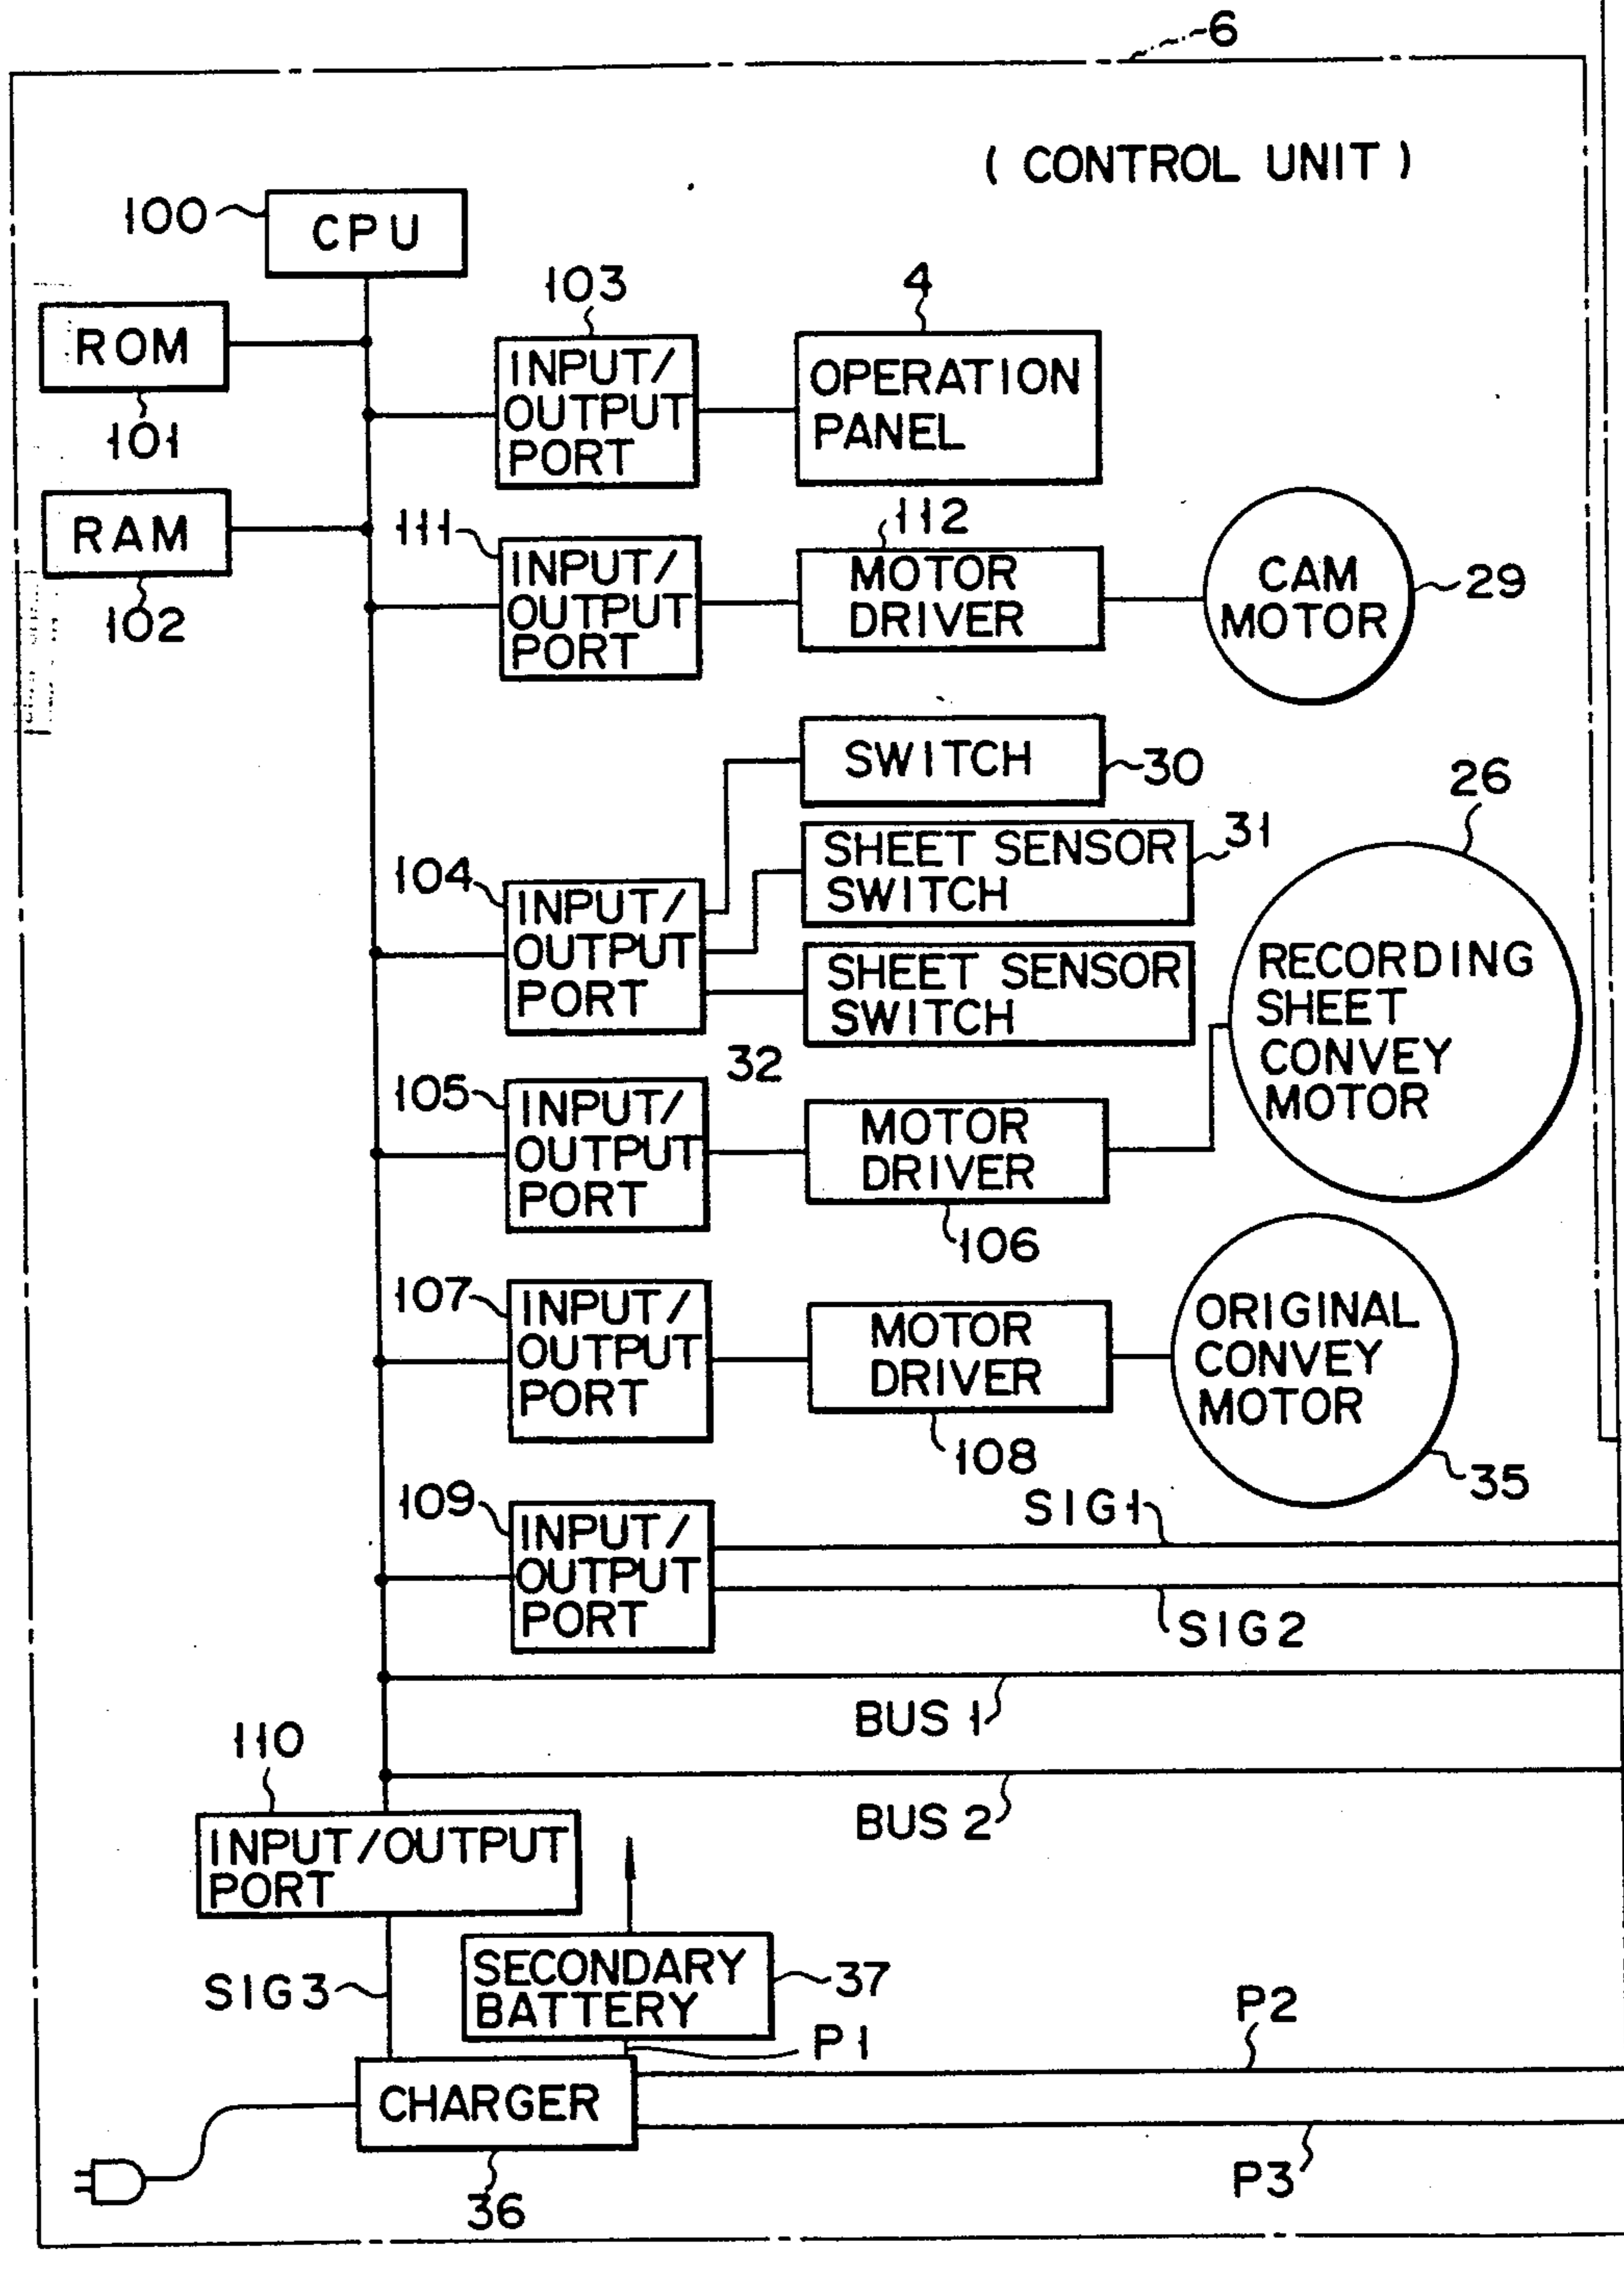 6
( CONTROL UNIT )
100
CPU
103
4
ROM
101
INPUT/
OUTPUT
PORT
OPERATION
PANEL
RAM
102
111
INPUT/
OUTPUT
PORT
112
MOTOR
DRIVER
CAM
MOTOR
29
SWITCH
30
26
104
INPUT/
OUTPUT
PORT
SHEET SENSOR
SWITCH
31
SHEET SENSOR
SWITCH
32
RECORDING
SHEET
CONVEY
MOTOR
105
INPUT/
OUTPUT
PORT
MOTOR
DRIVER
106
107
INPUT/
OUTPUT
PORT
MOTOR
DRIVER
108
ORIGINAL
CONVEY
MOTOR
35
109
INPUT/
OUTPUT
PORT
SIG1
SIG2
BUS 1
110
BUS 2
INPUT/OUTPUT
PORT
SIG3
SECONDARY
BATTERY
37
P1
P2
CHARGER
36
P3